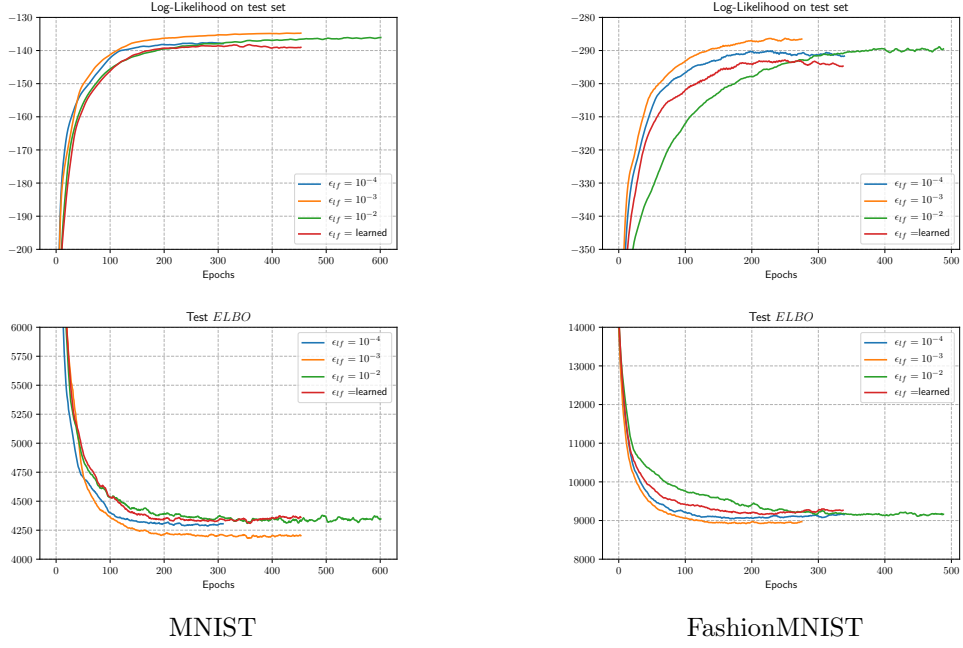 Log-Likelihood on test set
−130
−140
−150
−160
−170
−180
−190
−200
0 100 200 300 400 500 600
Epochs
ϵ_lf = 10⁻⁴
ϵ_lf = 10⁻³
ϵ_lf = 10⁻²
ϵ_lf = learned
Log-Likelihood on test set
−280
−290
−300
−310
−320
−330
−340
−350
0 100 200 300 400 500
Epochs
ϵ_lf = 10⁻⁴
ϵ_lf = 10⁻³
ϵ_lf = 10⁻²
ϵ_lf =learned
Test ELBO
6000
5750
5500
5250
5000
4750
4500
4250
4000
0 100 200 300 400 500 600
Epochs
ϵ_lf = 10⁻⁴
ϵ_lf = 10⁻³
ϵ_lf = 10⁻²
ϵ_lf =learned
Test ELBO
14000
13000
12000
11000
10000
9000
8000
0 100 200 300 400 500
Epochs
ϵ_lf = 10⁻⁴
ϵ_lf = 10⁻³
ϵ_lf = 10⁻²
ϵ_lf =learned
MNIST
FashionMNIST